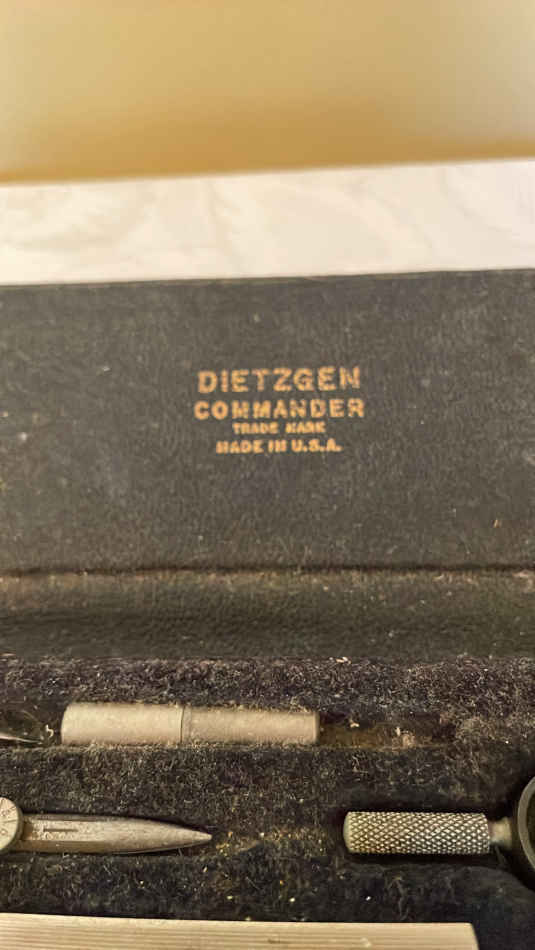 DIETZGEN
COMMANDER
TRADE MARK
MADE IN U.S.A.